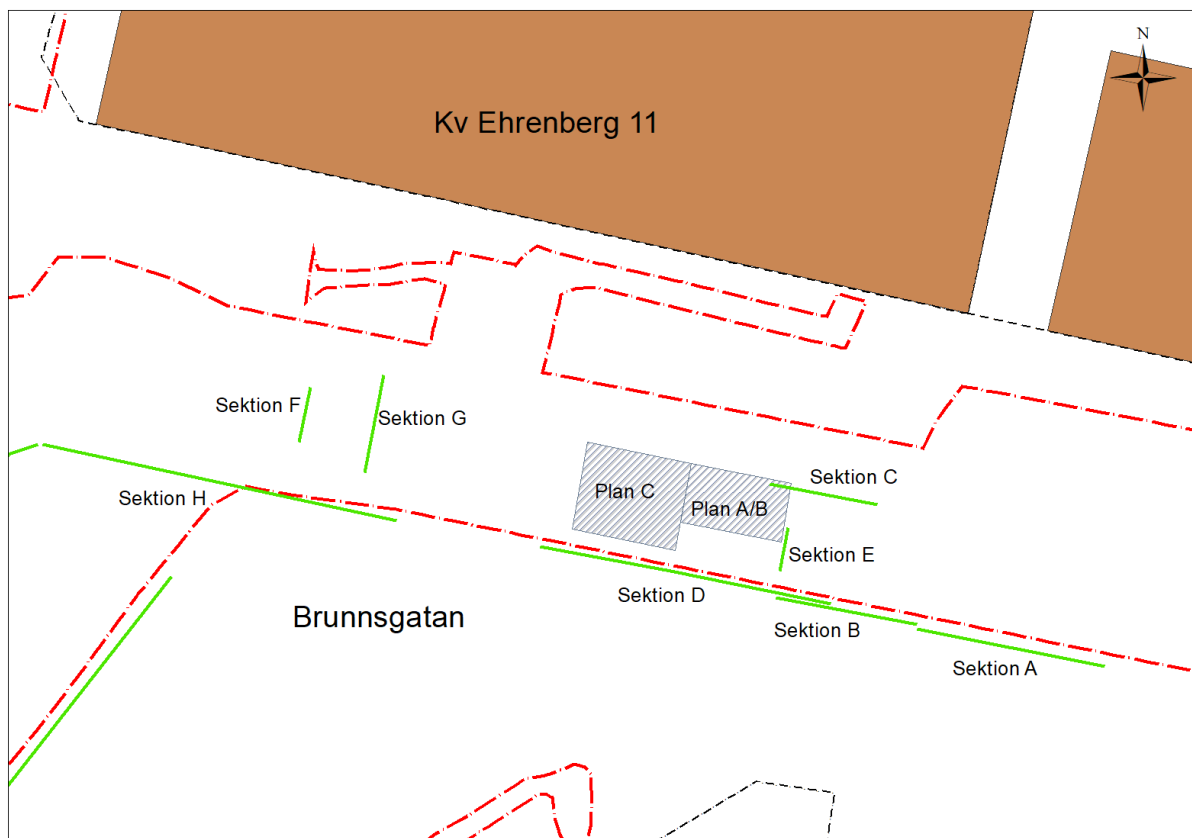 N
Kv Ehrenberg 11
Sektion F
Sektion G
Sektion C
Sektion H
Plan C
Plan A/B
Sektion E
Sektion D
Brunnsgatan
Sektion B
Sektion A